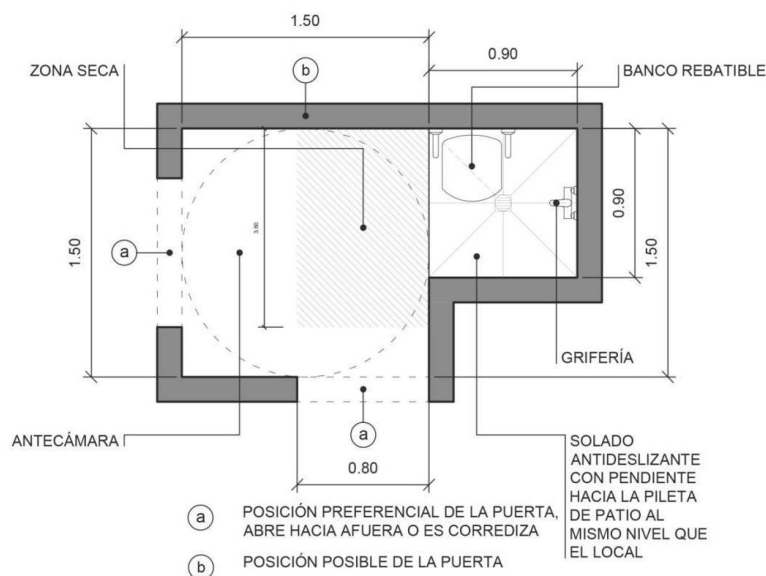 1.50
0.90
ZONA SECA
b
BANCO REBATIBLE
1.50
a
3.60
0.90
1.50
GRIFERÍA
ANTECÁMARA
a
0.80
SOLADO
ANTIDESLIZANTE
CON PENDIENTE
HACIA LA PILETA
DE PATIO AL
MISMO NIVEL QUE
EL LOCAL
a POSICIÓN PREFERENCIAL DE LA PUERTA,
ABRE HACIA AFUERA O ES CORREDIZA
b POSICIÓN POSIBLE DE LA PUERTA